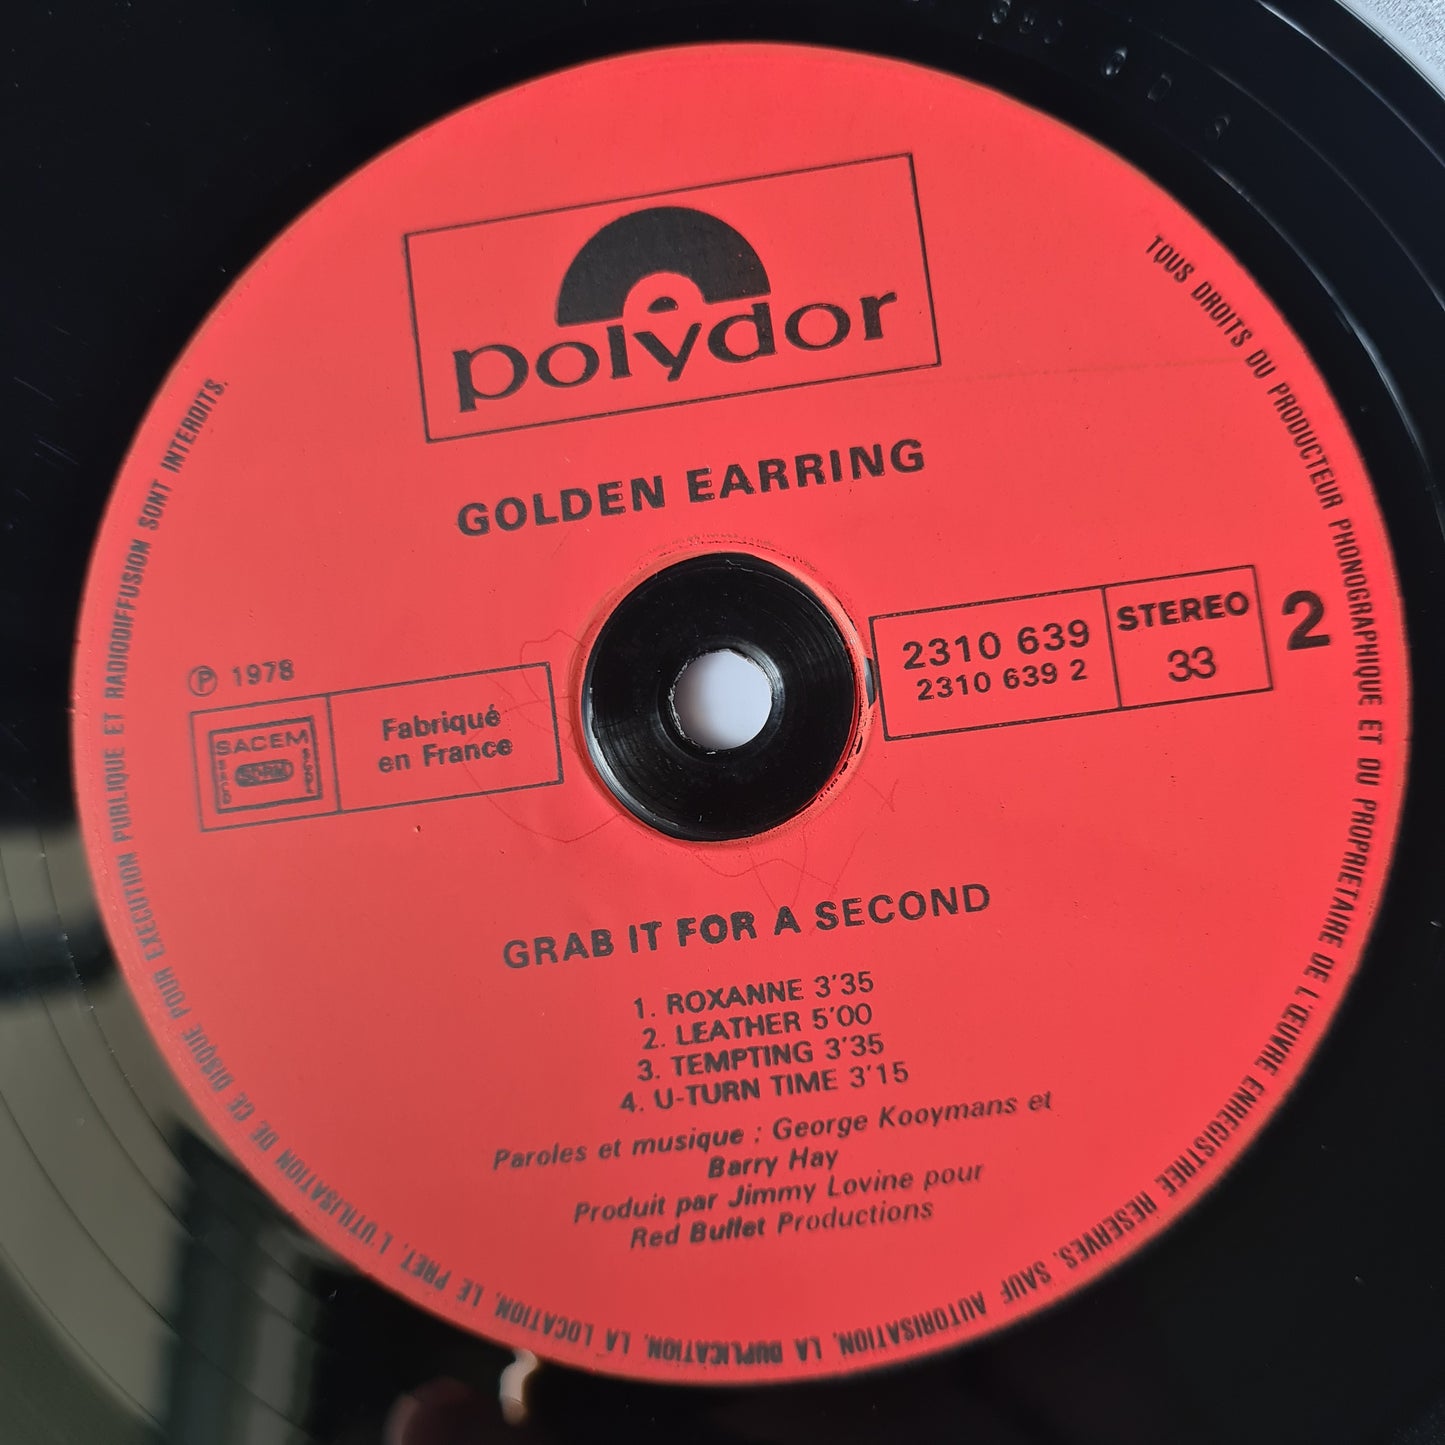 polydor
GOLDEN EARRING
℗ 1978
SACEM
SACD
SDRM
SGDL
Fabriqué
en France
2310 639
2310 639 2
STEREO
33
2
GRAB IT FOR A SECOND
1. ROXANNE 3'35
2. LEATHER 5'00
3. TEMPTING 3'35
4. U-TURN TIME 3'15
Paroles et musique : George Kooymans et
Barry Hay
Produit par Jimmy Lovine pour
Red Bullet Productions
TOUS DROITS DU PRODUCTEUR PHONOGRAPHIQUE ET DU PROPRIETAIRE DE L'ŒUVRE ENREGISTREE RESERVES. SAUF AUTORISATION, LA DUPLICATION, LA LOCATION, LE PRET, L'UTILISATION DE CE DISQUE POUR EXECUTION PUBLIQUE ET RADIODIFFUSION SONT INTERDITS.